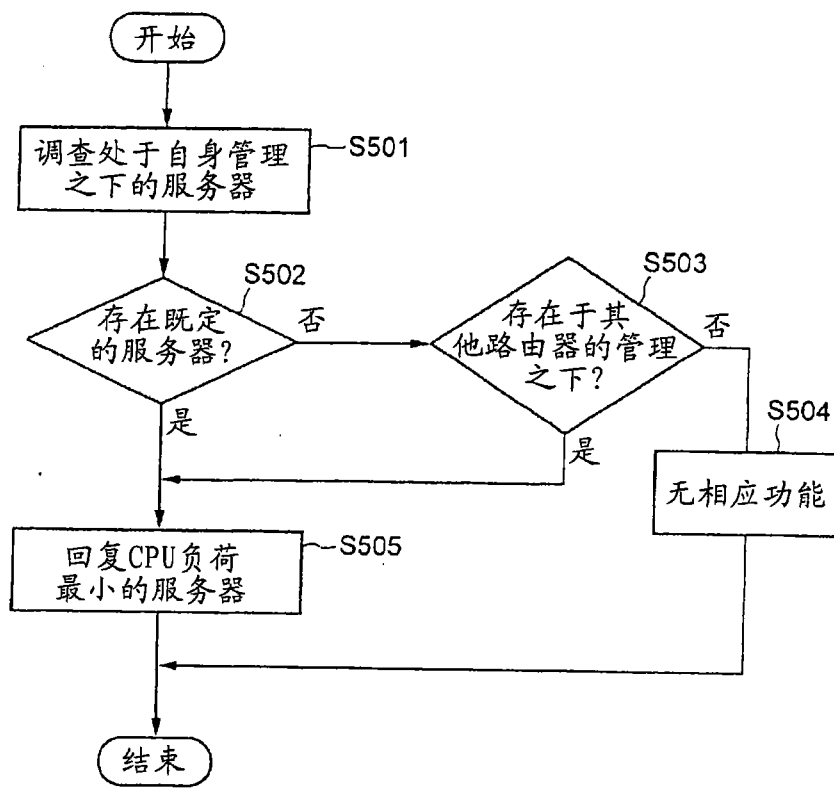 开始
调查处于自身管理
之下的服务器
S501
S502
存在既定
的服务器?
否
是
S503
存在于其
他路由器的管理
之下?
否
是
S504
无相应功能
回复CPU负荷
最小的服务器
S505
结束